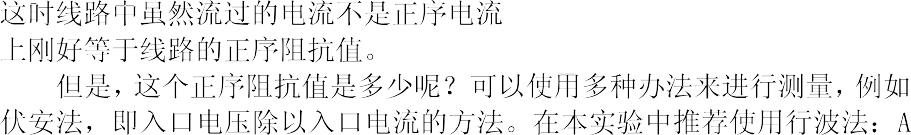 这时线路中虽然流过的电流不是正序电流
上刚好等于线路的正序阻抗值。
但是，这个正序阻抗值是多少呢？可以使用多种办法来进行测量，例如
伏安法，即入口电压除以入口电流的方法。在本实验中推荐使用行波法：A